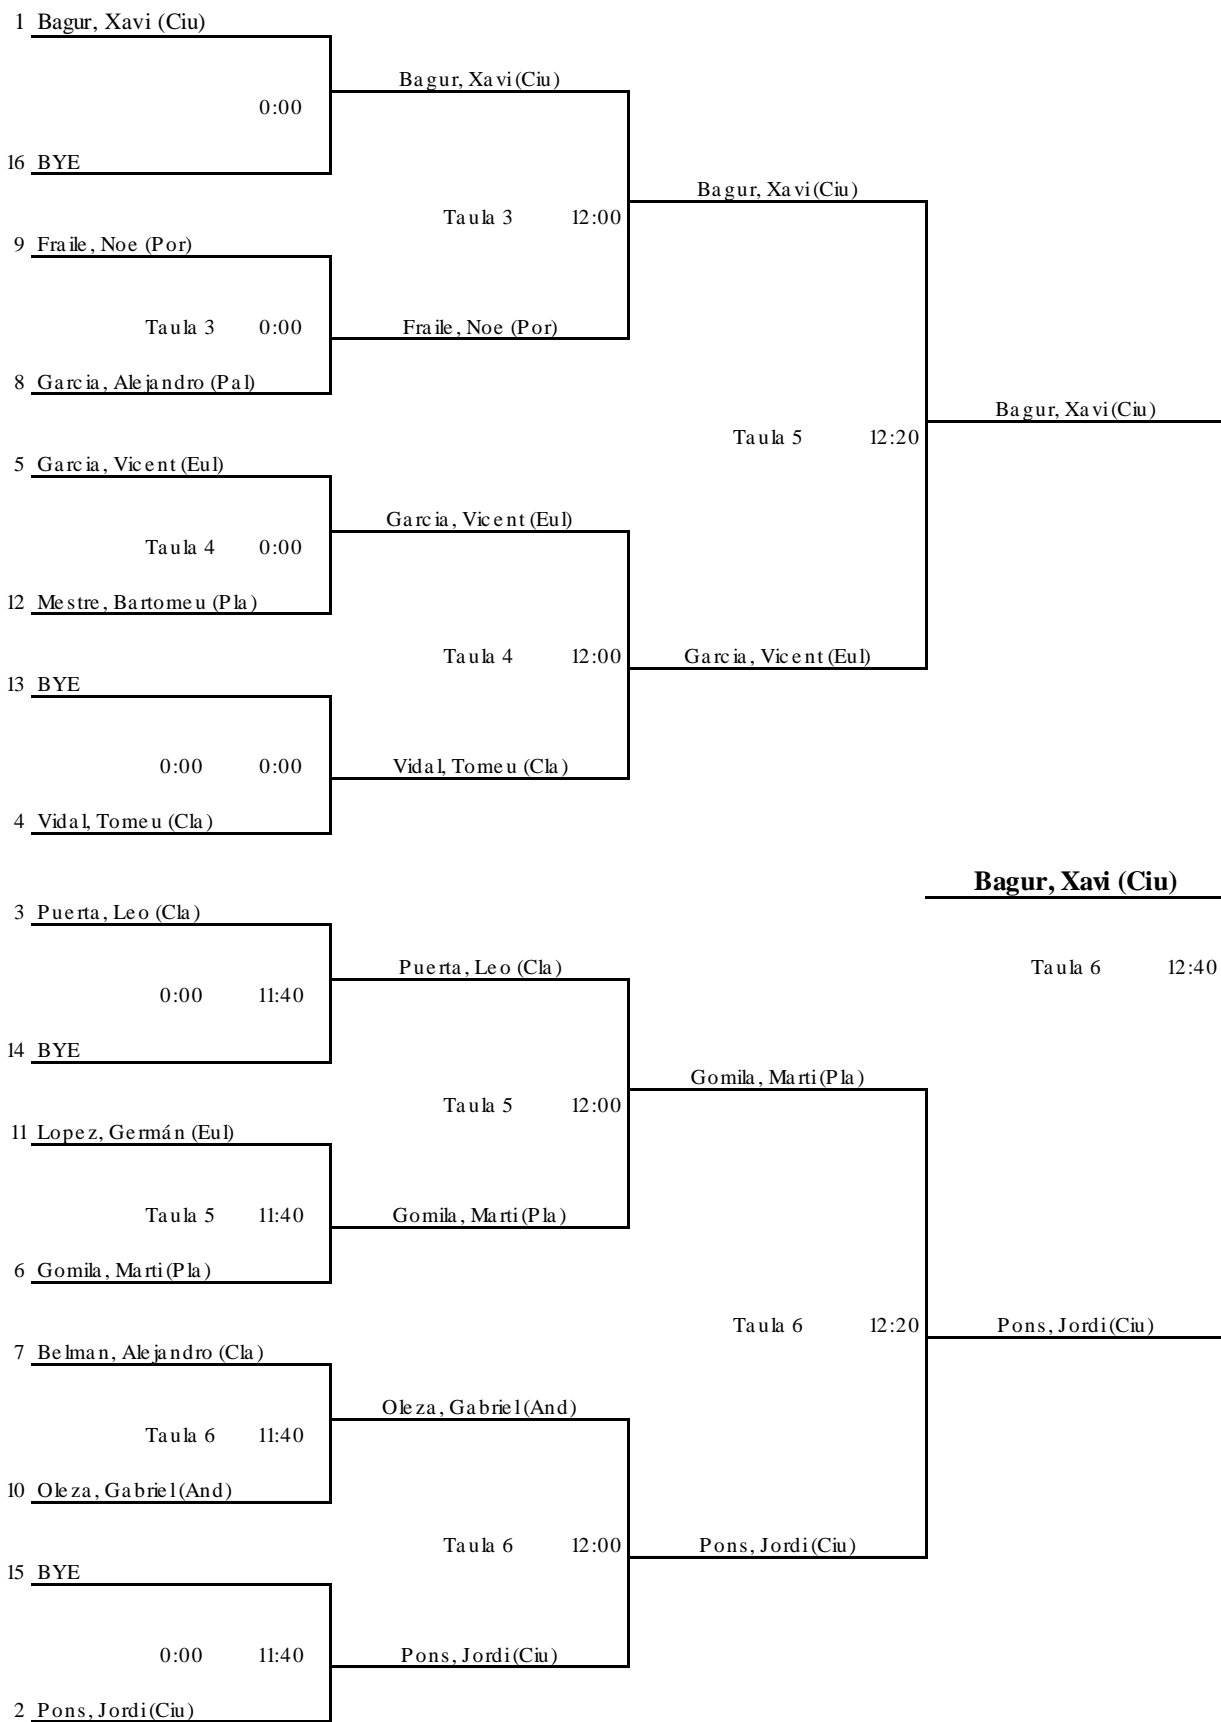 1 Bagur, Xavi (Ciu)
Bagur, Xavi (Ciu)
0:00
16 BYE
Bagur, Xavi (Ciu)
Taula 3 12:00
9 Fraile, Noe (Por)
Taula 3 0:00 Fraile, Noe (Por)
8 Garcia, Alejandro (Pal)
Bagur, Xavi (Ciu)
Taula 5 12:20
5 Garcia, Vicent (Eul)
Garcia, Vicent (Eul)
Taula 4 0:00
12 Mestre, Bartomeu (Pla)
Taula 4 12:00 Garcia, Vicent (Eul)
13 BYE
0:00 0:00 Vidal, Tomeu (Cla)
4 Vidal, Tomeu (Cla)
Bagur, Xavi (Ciu)
3 Puerta, Leo (Cla)
Puerta, Leo (Cla) Taula 6 12:40
0:00 11:40
14 BYE
Gomila, Marti (Pla)
Taula 5 12:00
11 Lopez, Germán (Eul)
Taula 5 11:40 Gomila, Marti (Pla)
6 Gomila, Marti (Pla)
Taula 6 12:20 Pons, Jordi (Ciu)
7 Belman, Alejandro (Cla)
Oleza, Gabriel (And)
Taula 6 11:40
10 Oleza, Gabriel (And)
Taula 6 12:00 Pons, Jordi (Ciu)
15 BYE
0:00 11:40 Pons, Jordi (Ciu)
2 Pons, Jordi (Ciu)